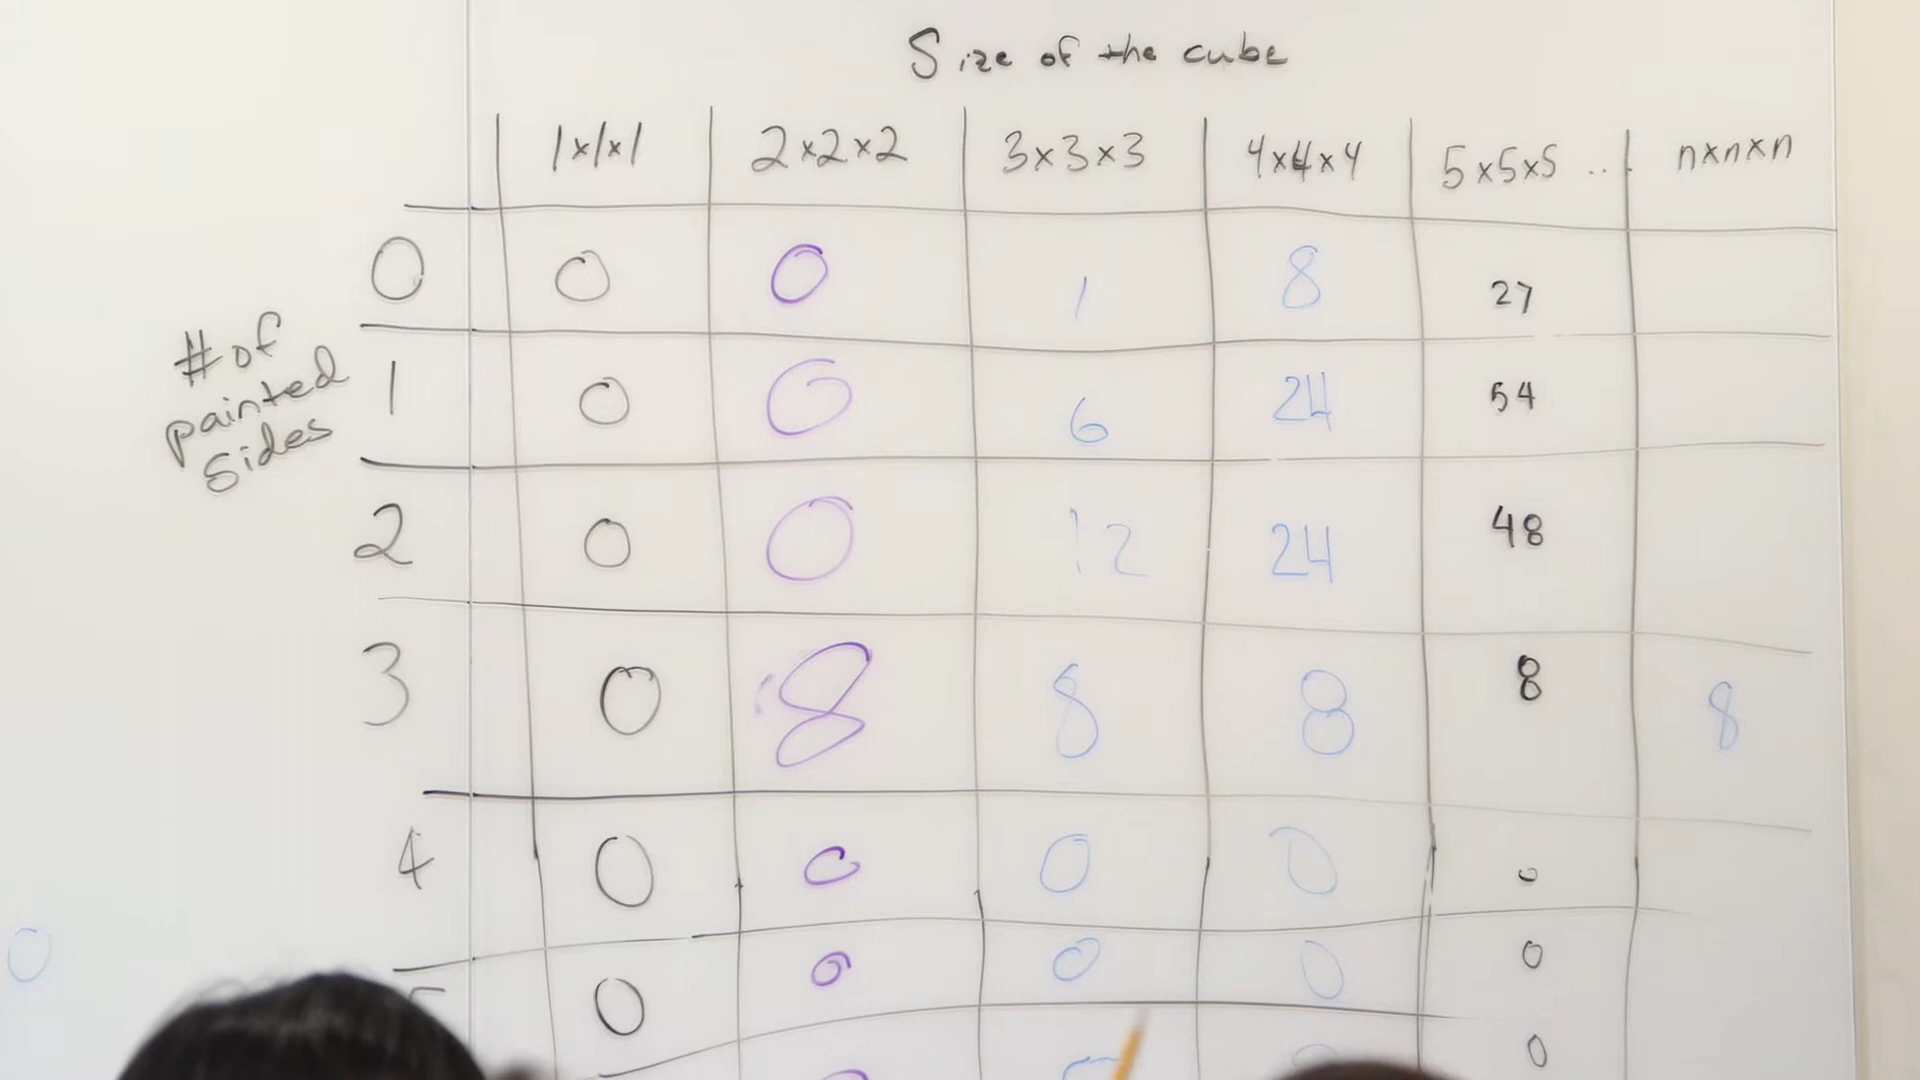 Size of the cube
1x1x1 2x2x2 3x3x3 4x4x4 5x5x5 ... nxnxn
0 0 0 1 8 27
# of painted sides
1 0 0 6 24 54
2 0 0 12 24 48
3 0 8 8 8 8 8
4 0 0 0 0 0
0 0 0 0 0
0
0